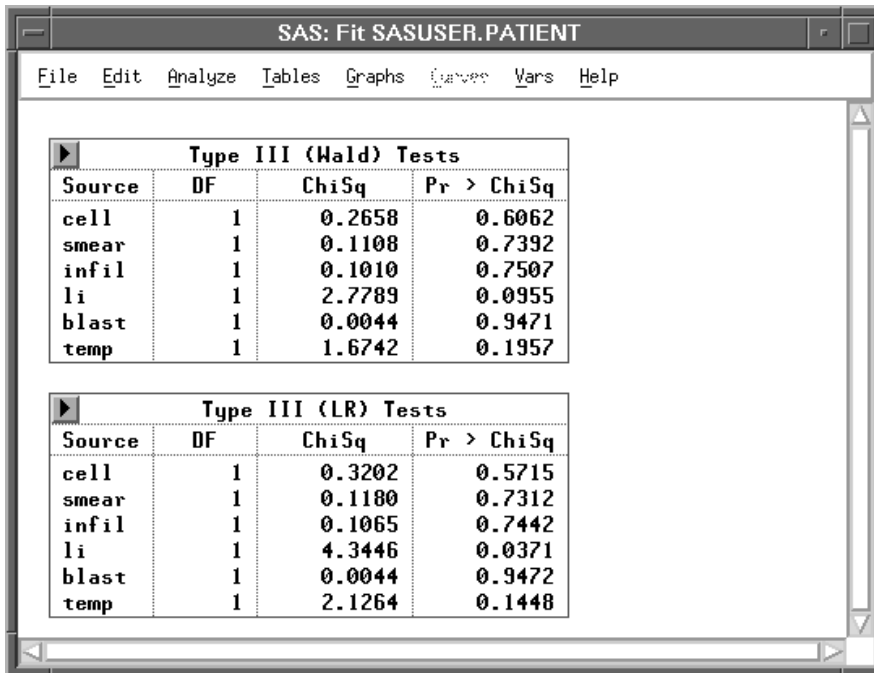 SAS: Fit SASUSER.PATIENT
File Edit Analyze Tables Graphs Curves Vars Help
Type III (Wald) Tests
Source DF ChiSq Pr > ChiSq
cell 1 0.2658 0.6062
smear 1 0.1108 0.7392
infil 1 0.1010 0.7507
li 1 2.7789 0.0955
blast 1 0.0044 0.9471
temp 1 1.6742 0.1957
Type III (LR) Tests
Source DF ChiSq Pr > ChiSq
cell 1 0.3202 0.5715
smear 1 0.1180 0.7312
infil 1 0.1065 0.7442
li 1 4.3446 0.0371
blast 1 0.0044 0.9472
temp 1 2.1264 0.1448